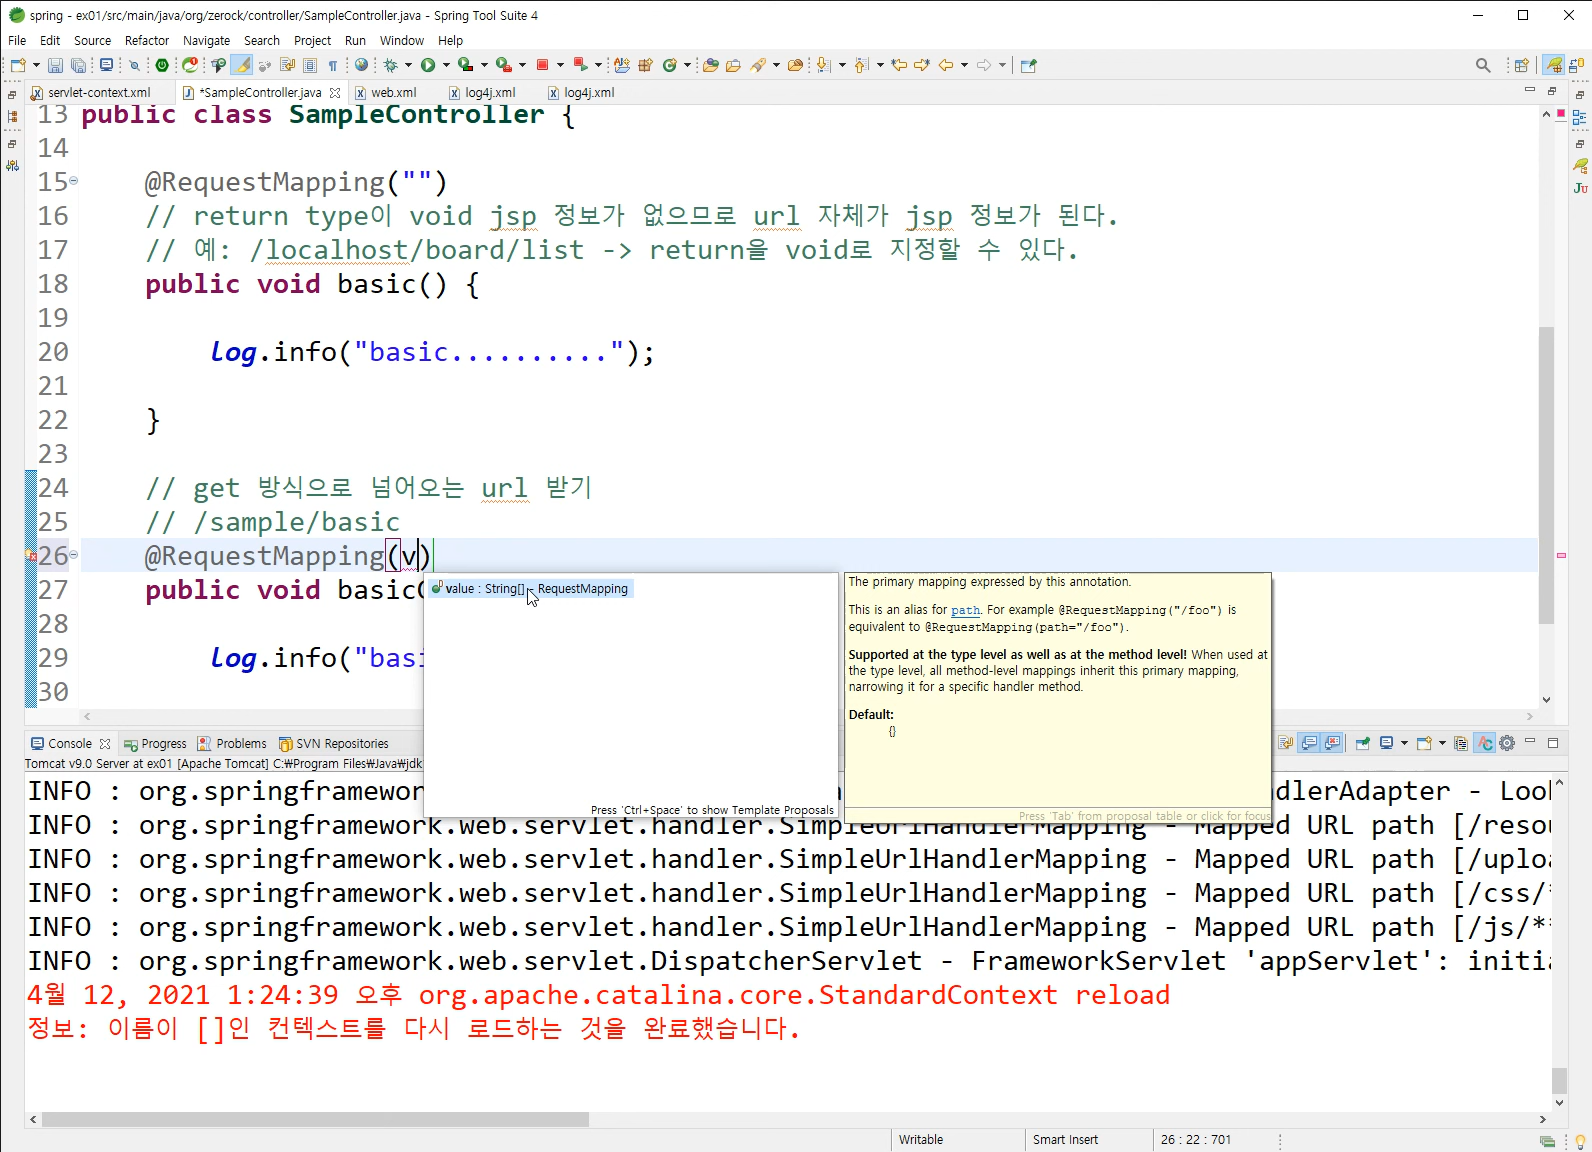 spring - ex01/src/main/java/org/zerock/controller/SampleController.java - Spring Tool Suite 4
File Edit Source Refactor Navigate Search Project Run Window Help
servlet-context.xml *SampleController.java web.xml log4j.xml log4j.xml
13 public class SampleController {
14
15 @RequestMapping("")
16 // return type이 void jsp 정보가 없으므로 url 자체가 jsp 정보가 된다.
17 // 예: /localhost/board/list -> return을 void로 지정할 수 있다.
18 public void basic() {
19
20 log.info("basic..........");
21
22 }
23
24 // get 방식으로 넘어오는 url 받기
25 // /sample/basic
26 @RequestMapping(v)
27 public void basic(
28
29 log.info("basi
30
value : String[] - RequestMapping
Press 'Ctrl+Space' to show Template Proposals
The primary mapping expressed by this annotation.
This is an alias for path. For example @RequestMapping("/foo") is
equivalent to @RequestMapping(path="/foo").
Supported at the type level as well as at the method level! When used at
the type level, all method-level mappings inherit this primary mapping,
narrowing it for a specific handler method.
Default:
{}
Press 'Tab' from proposal table or click for focus
Console Progress Problems SVN Repositories
Tomcat v9.0 Server at ex01 [Apache Tomcat] C:₩Program Files₩Java₩jdk
INFO : org.springframewor dlerAdapter - Loo
INFO : org.springframework.web.servlet.handler.SimpleUrlHandlerMapping - Mapped URL path [/resou
INFO : org.springframework.web.servlet.handler.SimpleUrlHandlerMapping - Mapped URL path [/uploa
INFO : org.springframework.web.servlet.handler.SimpleUrlHandlerMapping - Mapped URL path [/css/*
INFO : org.springframework.web.servlet.handler.SimpleUrlHandlerMapping - Mapped URL path [/js/**
INFO : org.springframework.web.servlet.DispatcherServlet - FrameworkServlet 'appServlet': initia
4월 12, 2021 1:24:39 오후 org.apache.catalina.core.StandardContext reload
정보: 이름이 []인 컨텍스트를 다시 로드하는 것을 완료했습니다.
Writable Smart Insert 26 : 22 : 701